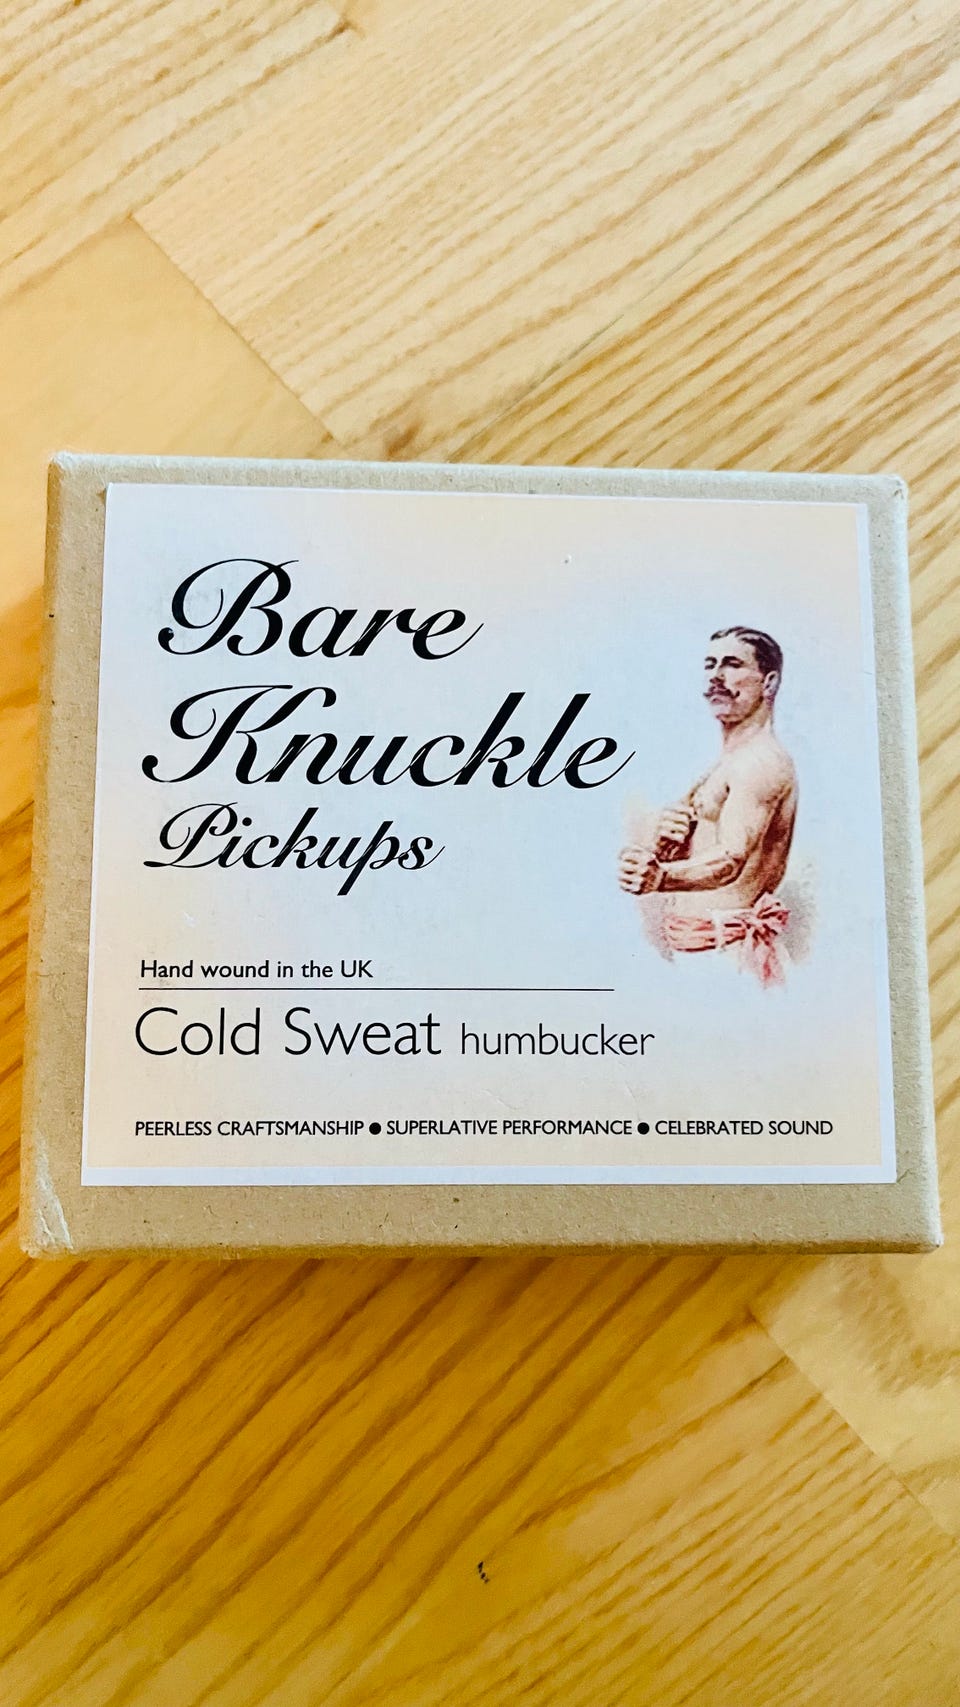 Bare
Knuckle
Pickups
Hand wound in the UK
Cold Sweat humbucker
PEERLESS CRAFTSMANSHIP ● SUPERLATIVE PERFORMANCE ● CELEBRATED SOUND